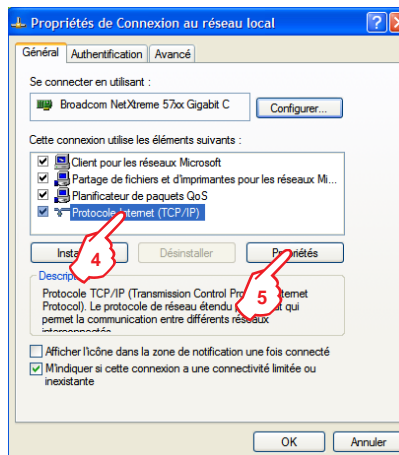 Propriétés de Connexion au réseau local
Général Authentification Avancé
Se connecter en utilisant :
Broadcom NetXtreme 57xx Gigabit C
Configurer...
Cette connexion utilise les éléments suivants :
Client pour les réseaux Microsoft
Partage de fichiers et d'imprimantes pour les réseaux Mi...
Planificateur de paquets QoS
Protocole Internet (TCP/IP)
4
Désinstaller
5
Protocole TCP/IP (Transmission Control
Protocol). Le protocole de réseau étendu qui
permet la communication entre différents réseaux
interconnectés
Afficher l'icône dans la zone de notification une fois connecté
M'indiquer si cette connexion a une connectivité limitée ou
inexistante
OK Annuler